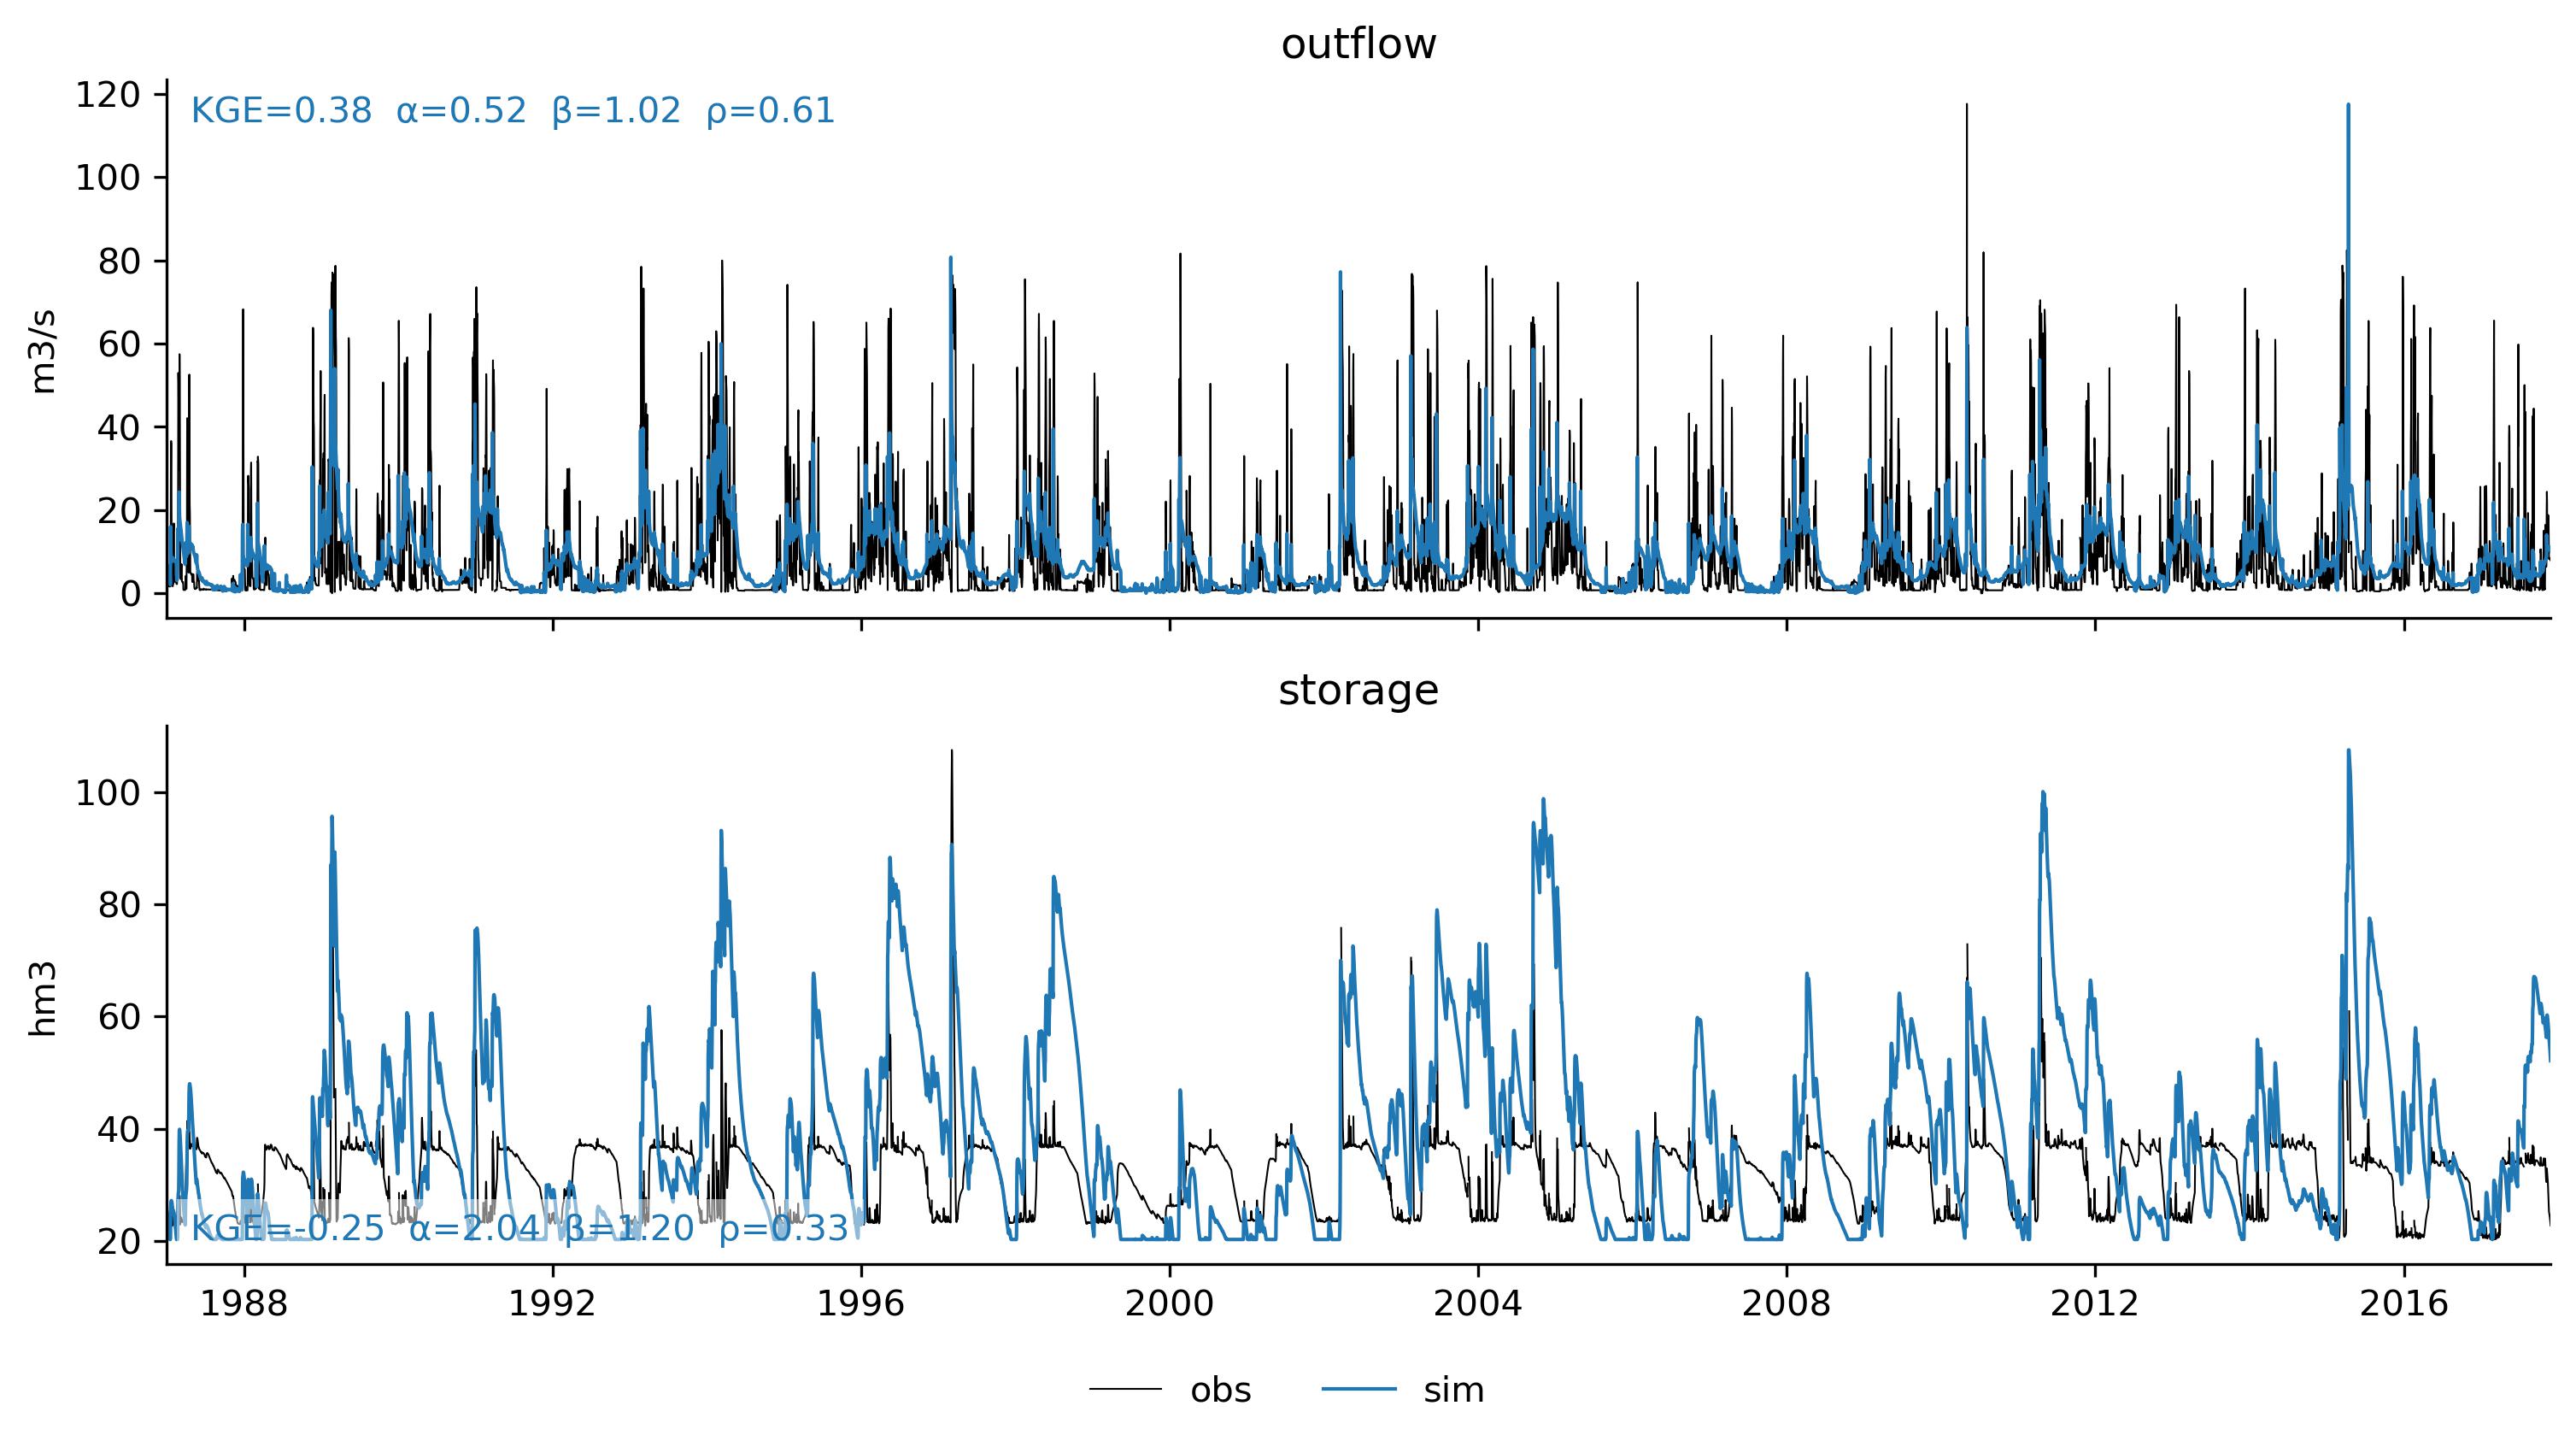 outflow
120
100
80
60
40
20
0
m3/s
KGE=0.38 α=0.52 β=1.02 ρ=0.61
storage
100
80
60
40
20
hm3
KGE=-0.25 α=2.04 β=1.20 ρ=0.33
1988 1992 1996 2000 2004 2008 2012 2016
obs sim